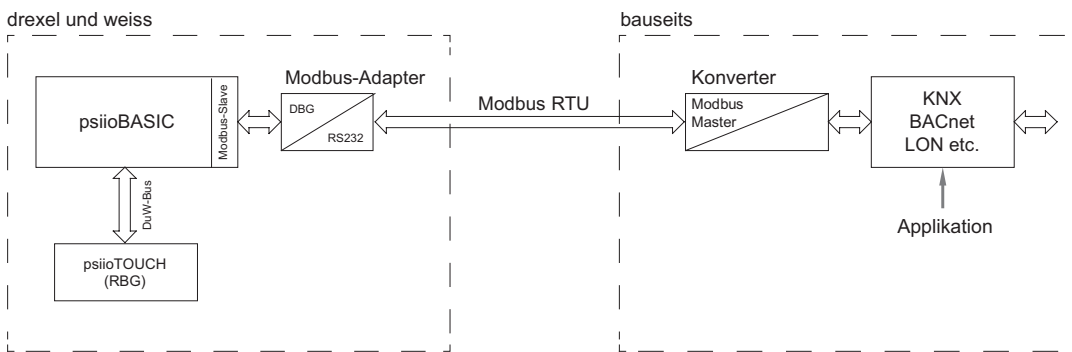 drexel und weiss
bauseits
Modbus-Adapter
Konverter
psiioBASIC
Modbus-Slave
DBG
RS232
Modbus RTU
Modbus
Master
KNX
BACnet
LON etc.
DuW-Bus
Applikation
psiioTOUCH
(RBG)